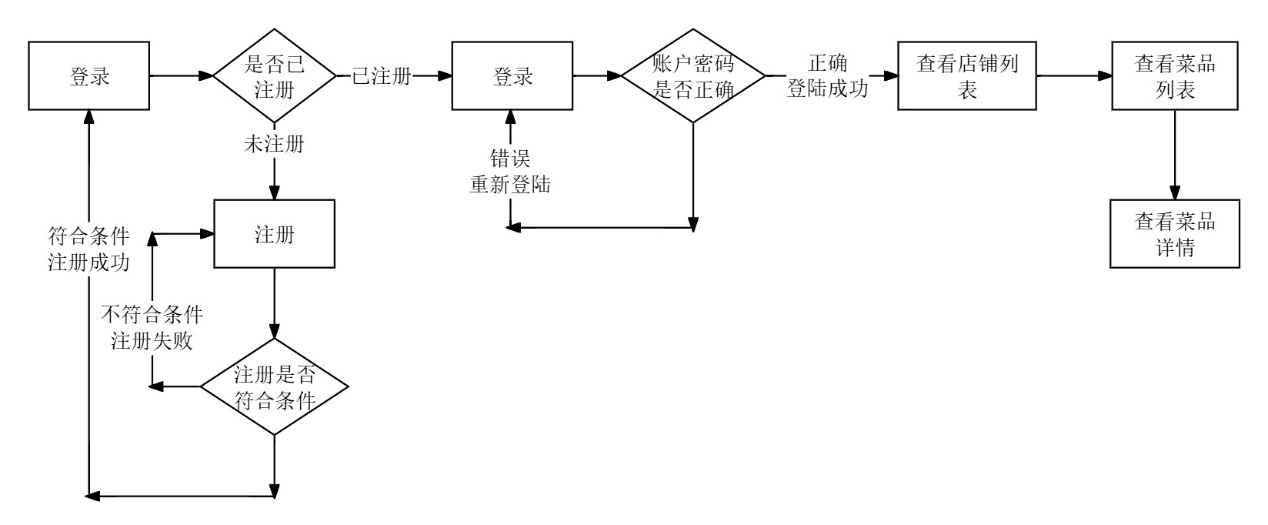 登录
是否已
注册
已注册
登录
账户密码
是否正确
正确
登陆成功
查看店铺列
表
查看菜品
列表
未注册
错误
重新登陆
注册
查看菜品
详情
符合条件
注册成功
不符合条件
注册失败
注册是否
符合条件